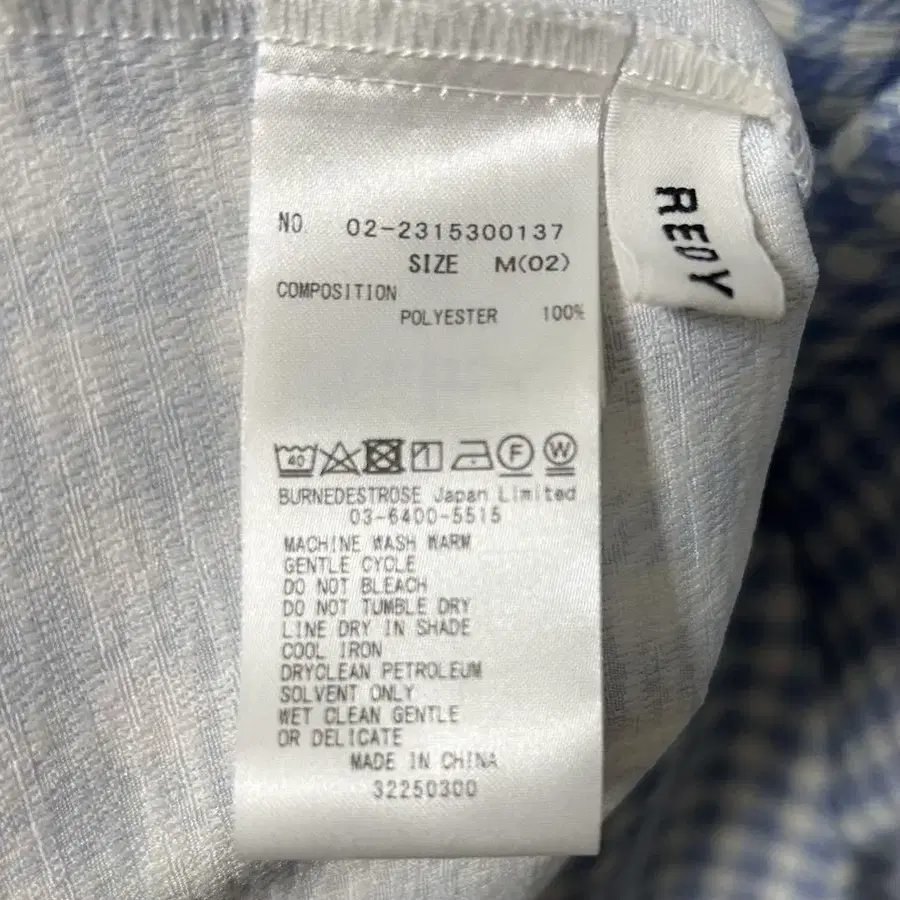 NO 02-2315300137
SIZE M(02)
COMPOSITION
POLYESTER 100%
40 F W
BURNEDESTROSE Japan Limited
03-6400-5515
MACHINE WASH WARM
GENTLE CYCLE
DO NOT BLEACH
DO NOT TUMBLE DRY
LINE DRY IN SHADE
COOL IRON
DRYCLEAN PETROLEUM
SOLVENT ONLY
WET CLEAN GENTLE
OR DELICATE
MADE IN CHINA
32250300
REDY